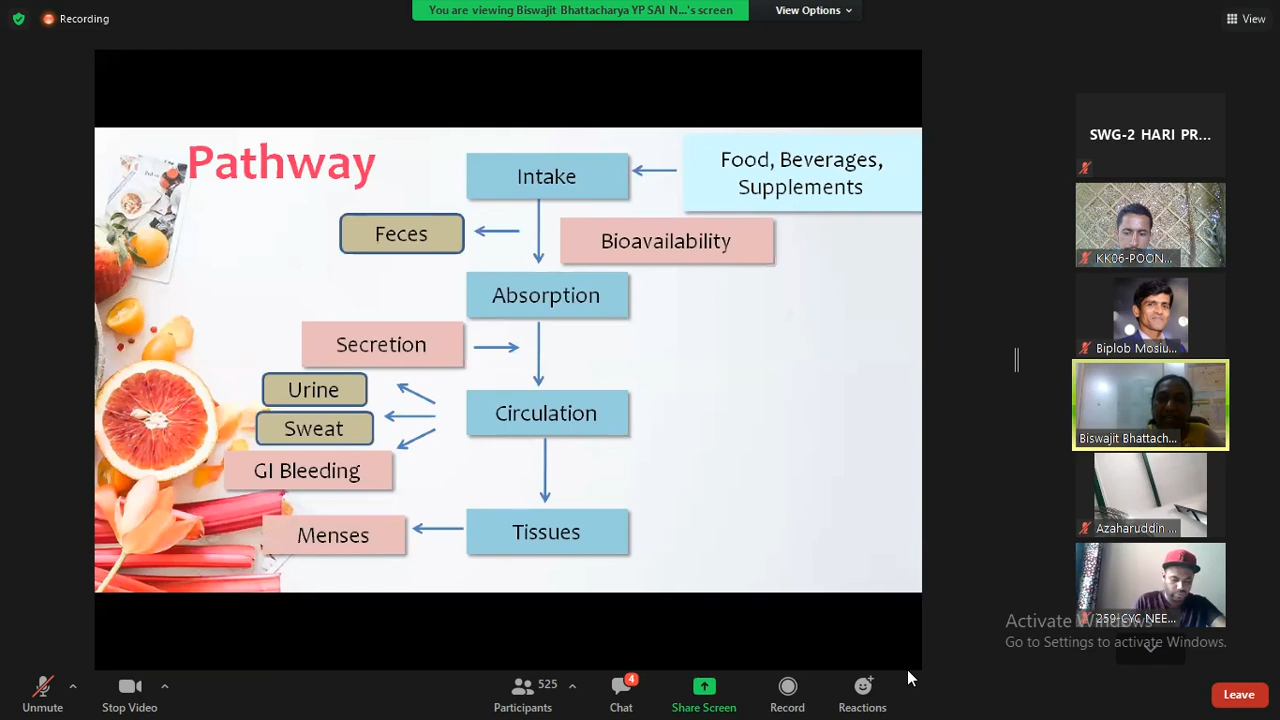 Recording
You are viewing Biswajit Bhattacharya YP SAI N...'s screen
View Options
View
Pathway
Intake
Food, Beverages,
Supplements
Feces
Bioavailability
Absorption
Secretion
Urine
Circulation
Sweat
GI Bleeding
Tissues
Menses
SWG-2 HARI PR...
KK06-POON...
Biplob Mosiu...
Biswajit Bhattach...
Azaharuddin ...
259-CYC NEE...
Activate Windows
Go to Settings to activate Windows.
Unmute
Stop Video
525
Participants
4
Chat
Share Screen
Record
Reactions
Leave